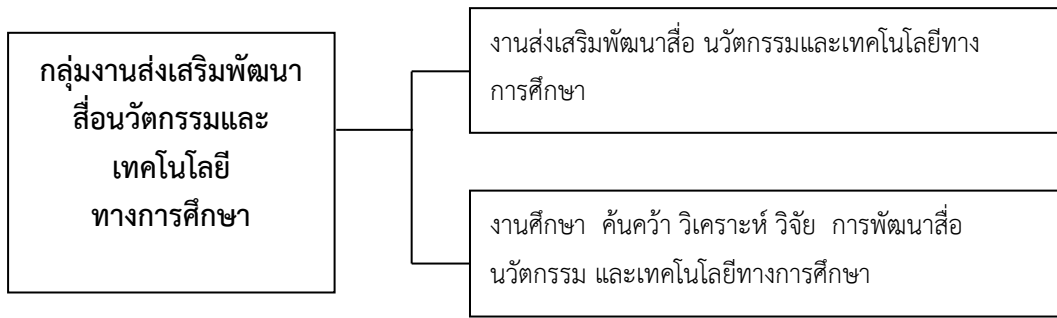 กลุ่มงานส่งเสริมพัฒนา
สื่อนวัตกรรมและ
เทคโนโลยี
ทางการศึกษา
งานส่งเสริมพัฒนาสื่อ นวัตกรรมและเทคโนโลยีทาง
การศึกษา
งานศึกษา ค้นคว้า วิเคราะห์ วิจัย การพัฒนาสื่อ
นวัตกรรม และเทคโนโลยีทางการศึกษา